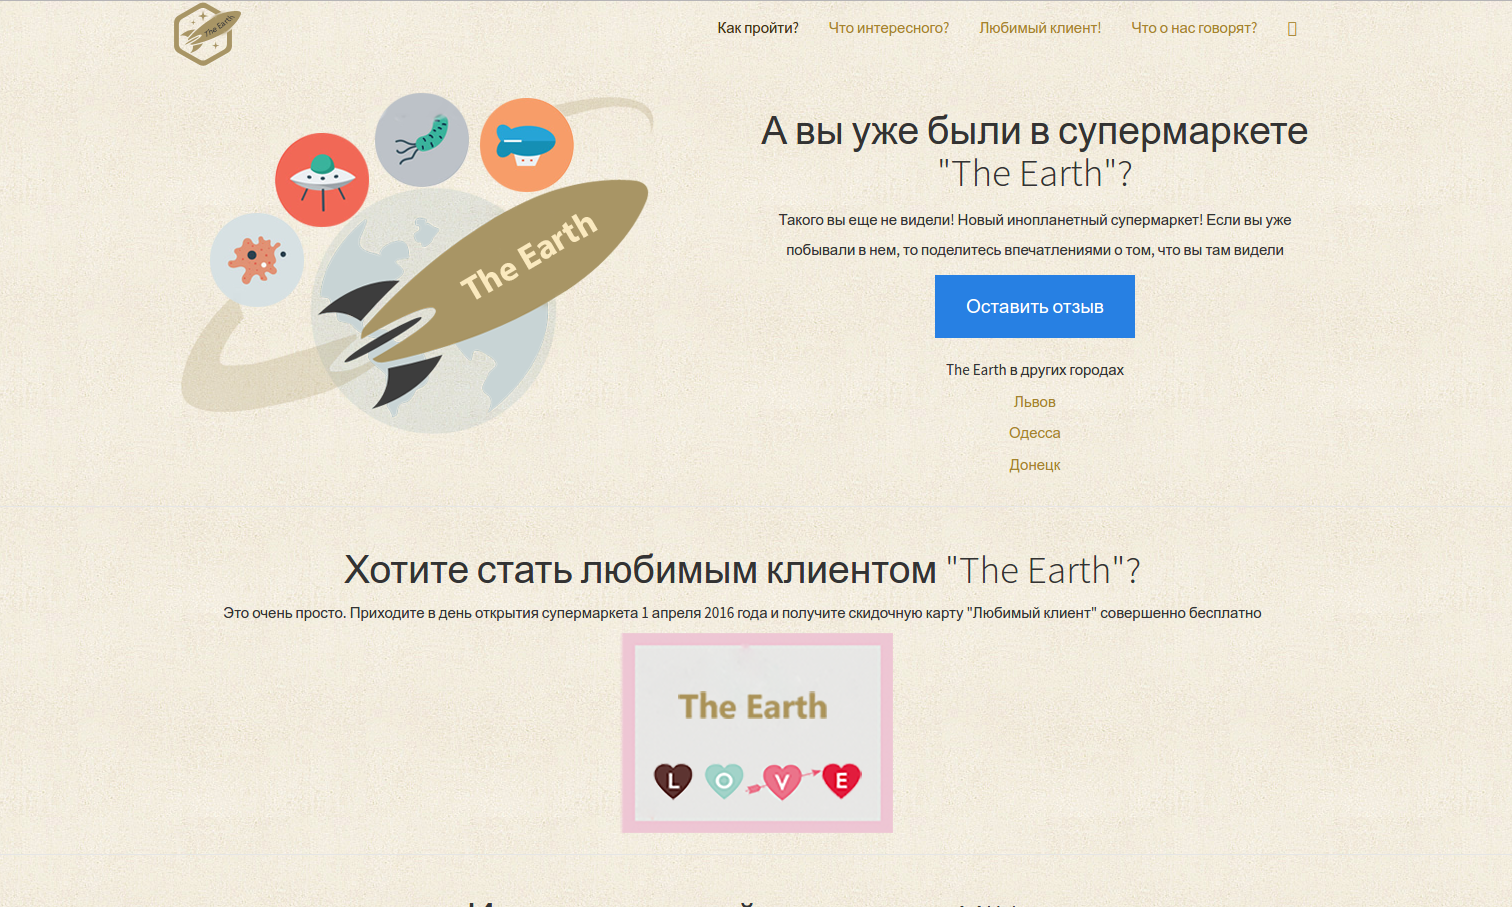 The Earth
Как пройти?
Что интересного?
Любимый клиент!
Что о нас говорят?
The Earth
А вы уже были в супермаркете
"The Earth"?
Такого вы еще не видели! Новый инопланетный супермаркет! Если вы уже
побывали в нем, то поделитесь впечатлениями о том, что вы там видели
Оставить отзыв
The Earth в других городах
Львов
Одесса
Донецк
Хотите стать любимым клиентом "The Earth"?
Это очень просто. Приходите в день открытия супермаркета 1 апреля 2016 года и получите скидочную карту "Любимый клиент" совершенно бесплатно
The Earth
L O V E